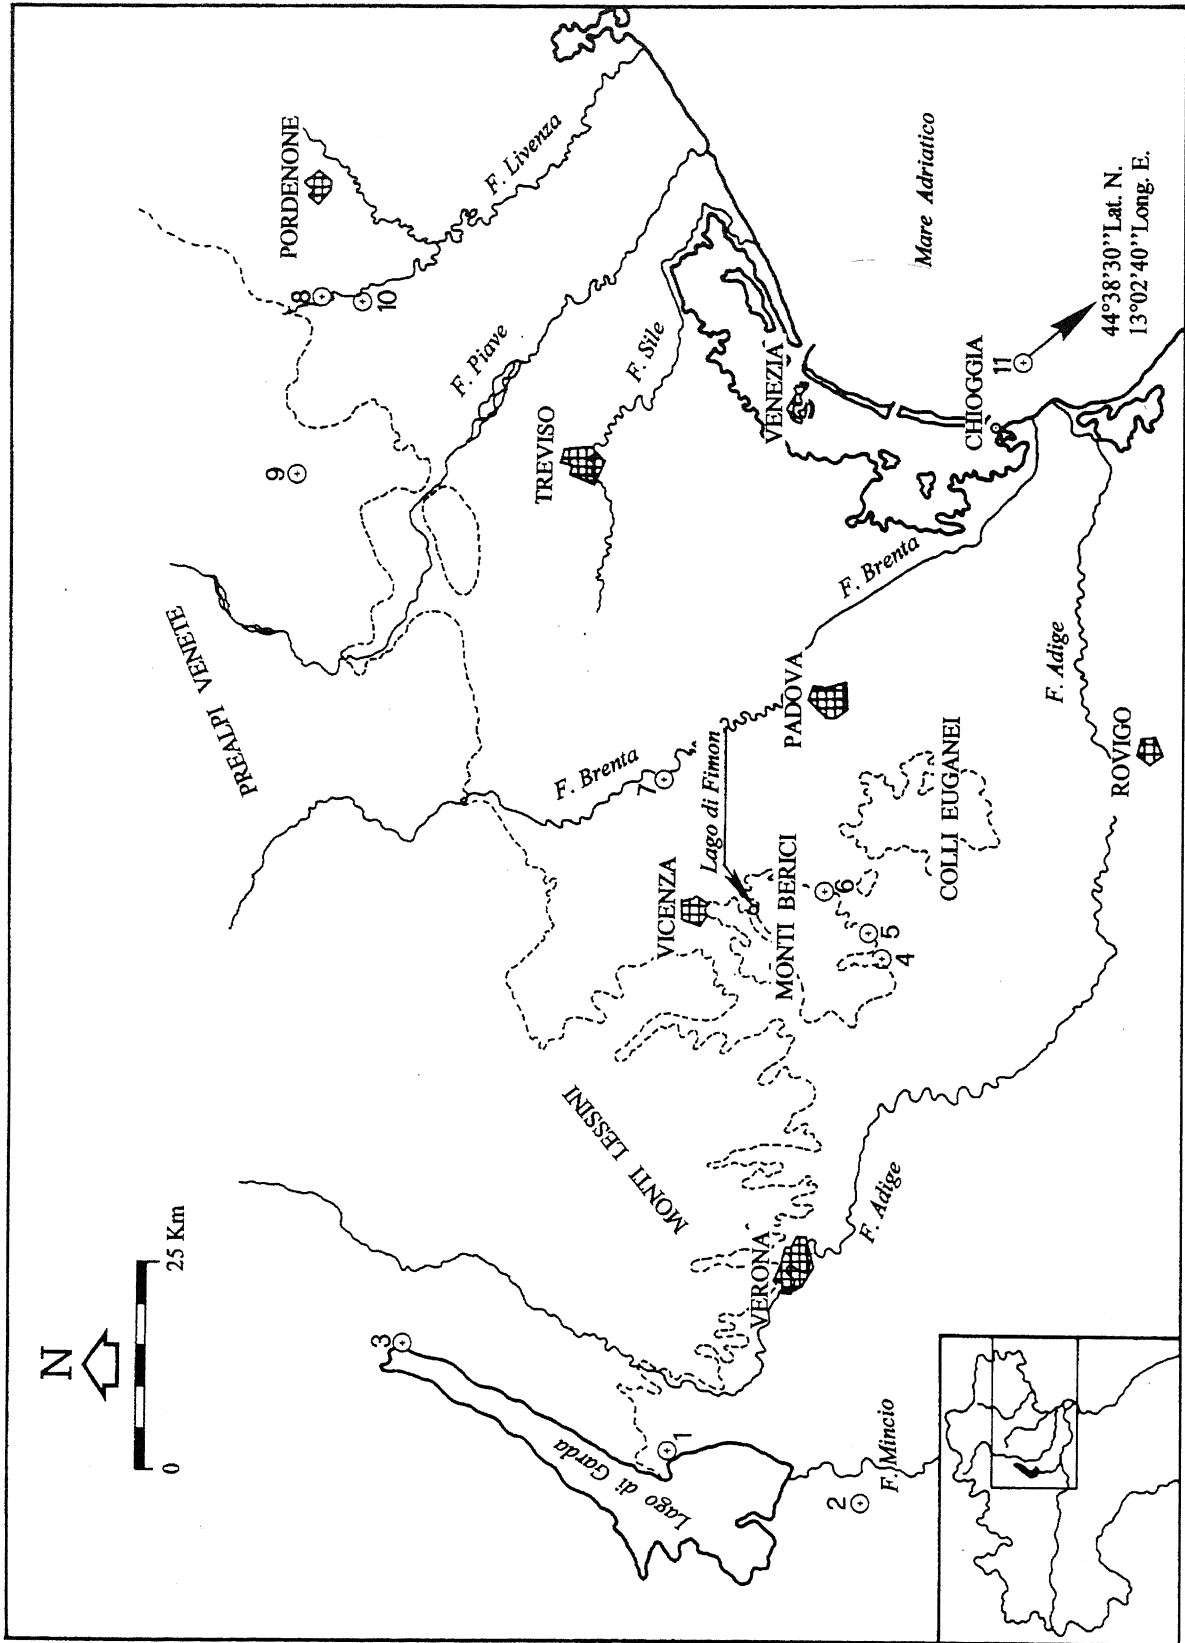 N
0 25 Km
PREALPI VENETE
PORDENONE
8
10
9
3
F. Livenza
F. Piave
TREVISO
F. Sile
MONTI LESSINI
F. Brenta
7
VICENZA
Lago di Fimon
Lago di Garda
1
VERONA
MONTI BERICI
PADOVA
VENEZIA
Mare Adriatico
2
F. Mincio
F. Adige
4
5
6
COLLI EUGANEI
F. Brenta
CHIOGGIA
11
F. Adige
ROVIGO
44°38'30''Lat. N.
13°02'40''Long. E.